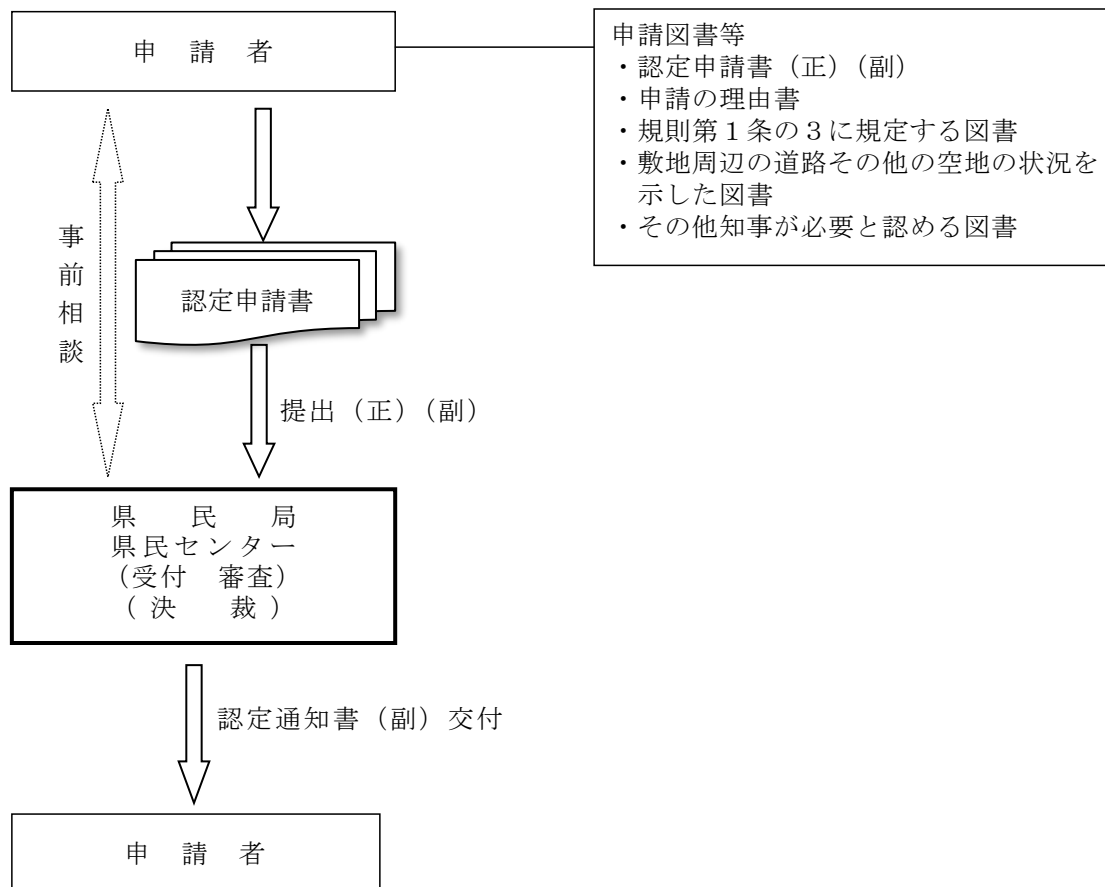 申　請　者
申請図書等
・認定申請書（正）（副）
・申請の理由書
・規則第１条の３に規定する図書
・敷地周辺の道路その他の空地の状況を
示した図書
・その他知事が必要と認める図書
事前相談
認定申請書
提出（正）（副）
県　民　局
県民センター
（受付　審査）
（ 決　　裁 ）
認定通知書（副）交付
申　請　者